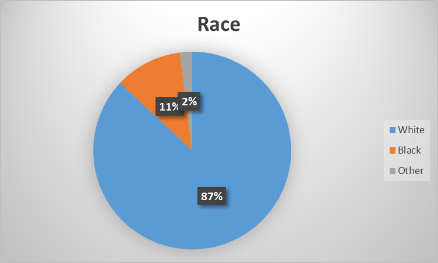 Race
11%
2%
87%
White
Black
Other